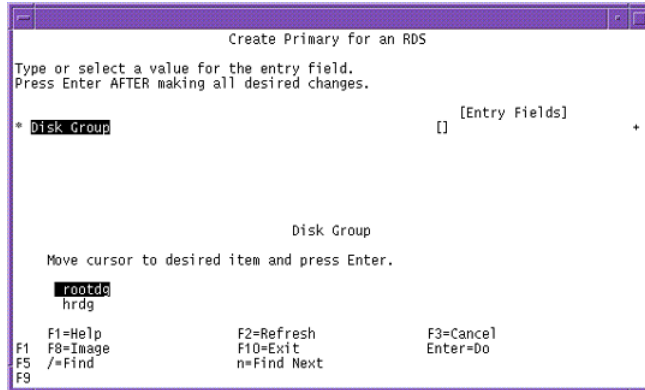 Create Primary for an RDS
Type or select a value for the entry field.
Press Enter AFTER making all desired changes.
[Entry Fields]
* Disk Group [] +
Disk Group
Move cursor to desired item and press Enter.
rootdg
hrdg
F1=Help F2=Refresh F3=Cancel
F1 F8=Image F10=Exit Enter=Do
F5 /=Find n=Find Next
F9